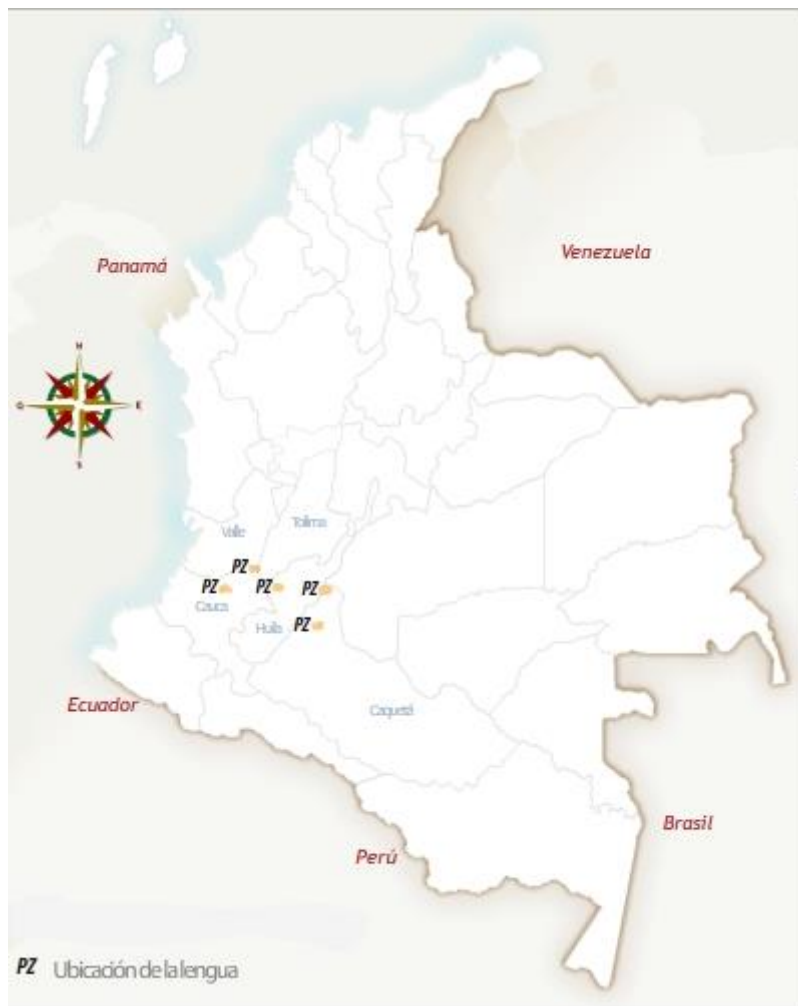 Panamá
Venezuela
N
O
E
S
Valle
Tolima
PZ
PZ
PZ
PZ
Cauca
Huila
PZ
Ecuador
Caquetá
Brasil
Perú
PZ Ubicación de la lengua